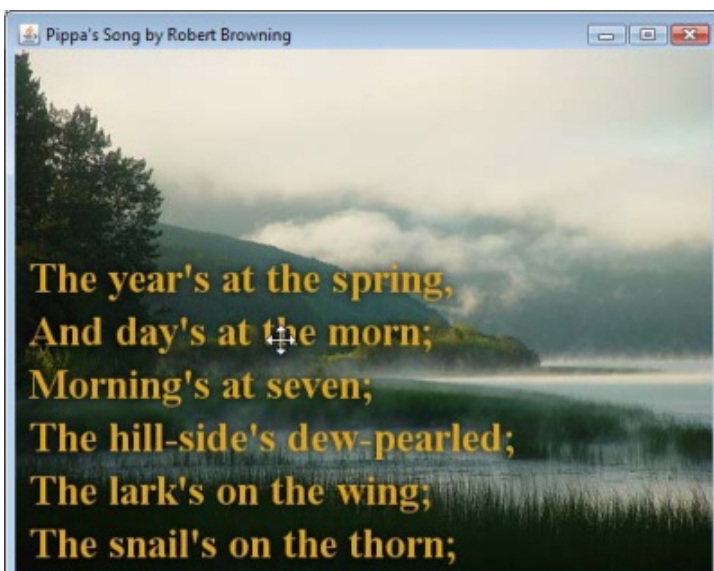 Pippa's Song by Robert Browning
The year's at the spring,
And day's at the morn;
Morning's at seven;
The hill-side's dew-pearled;
The lark's on the wing;
The snail's on the thorn;